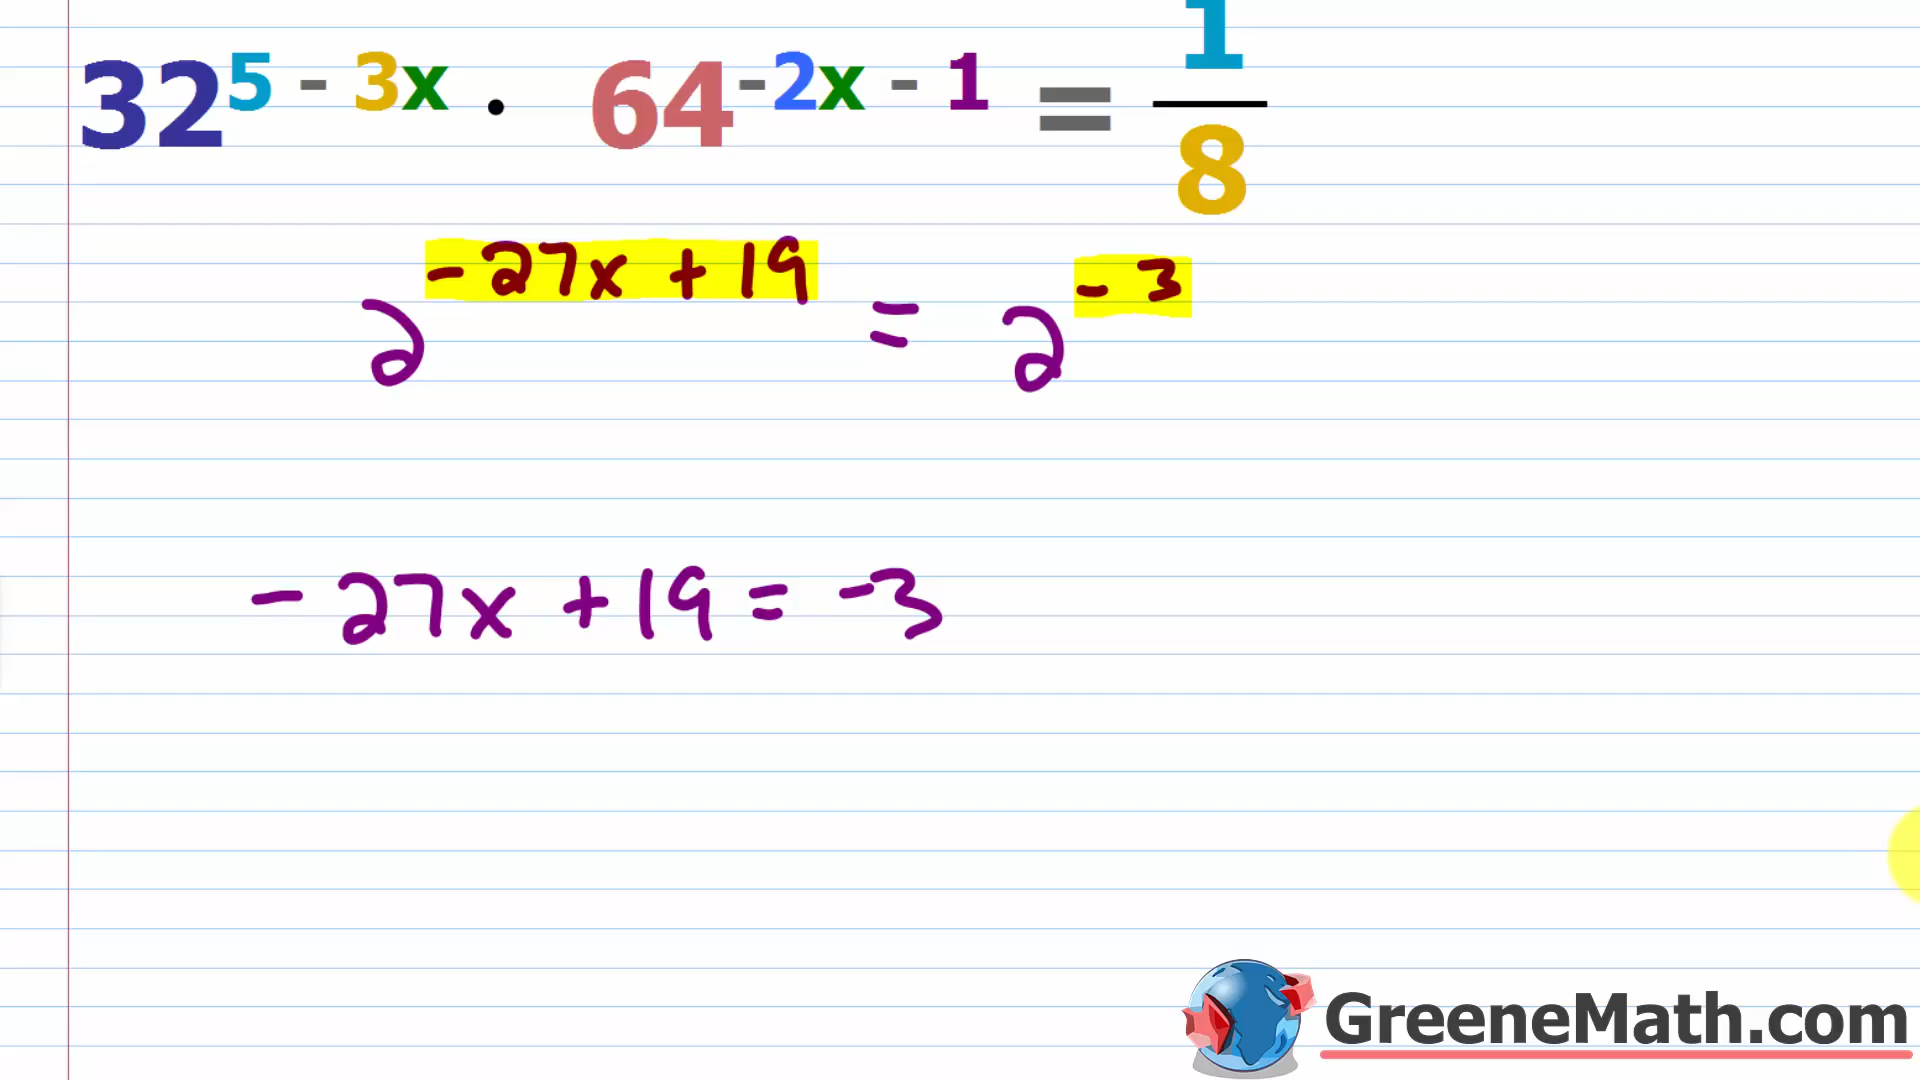 32^(5 - 3x) · 64^(-2x - 1) = 1/8
2^(-27x + 19) = 2^(-3)
-27x + 19 = -3
GreeneMath.com